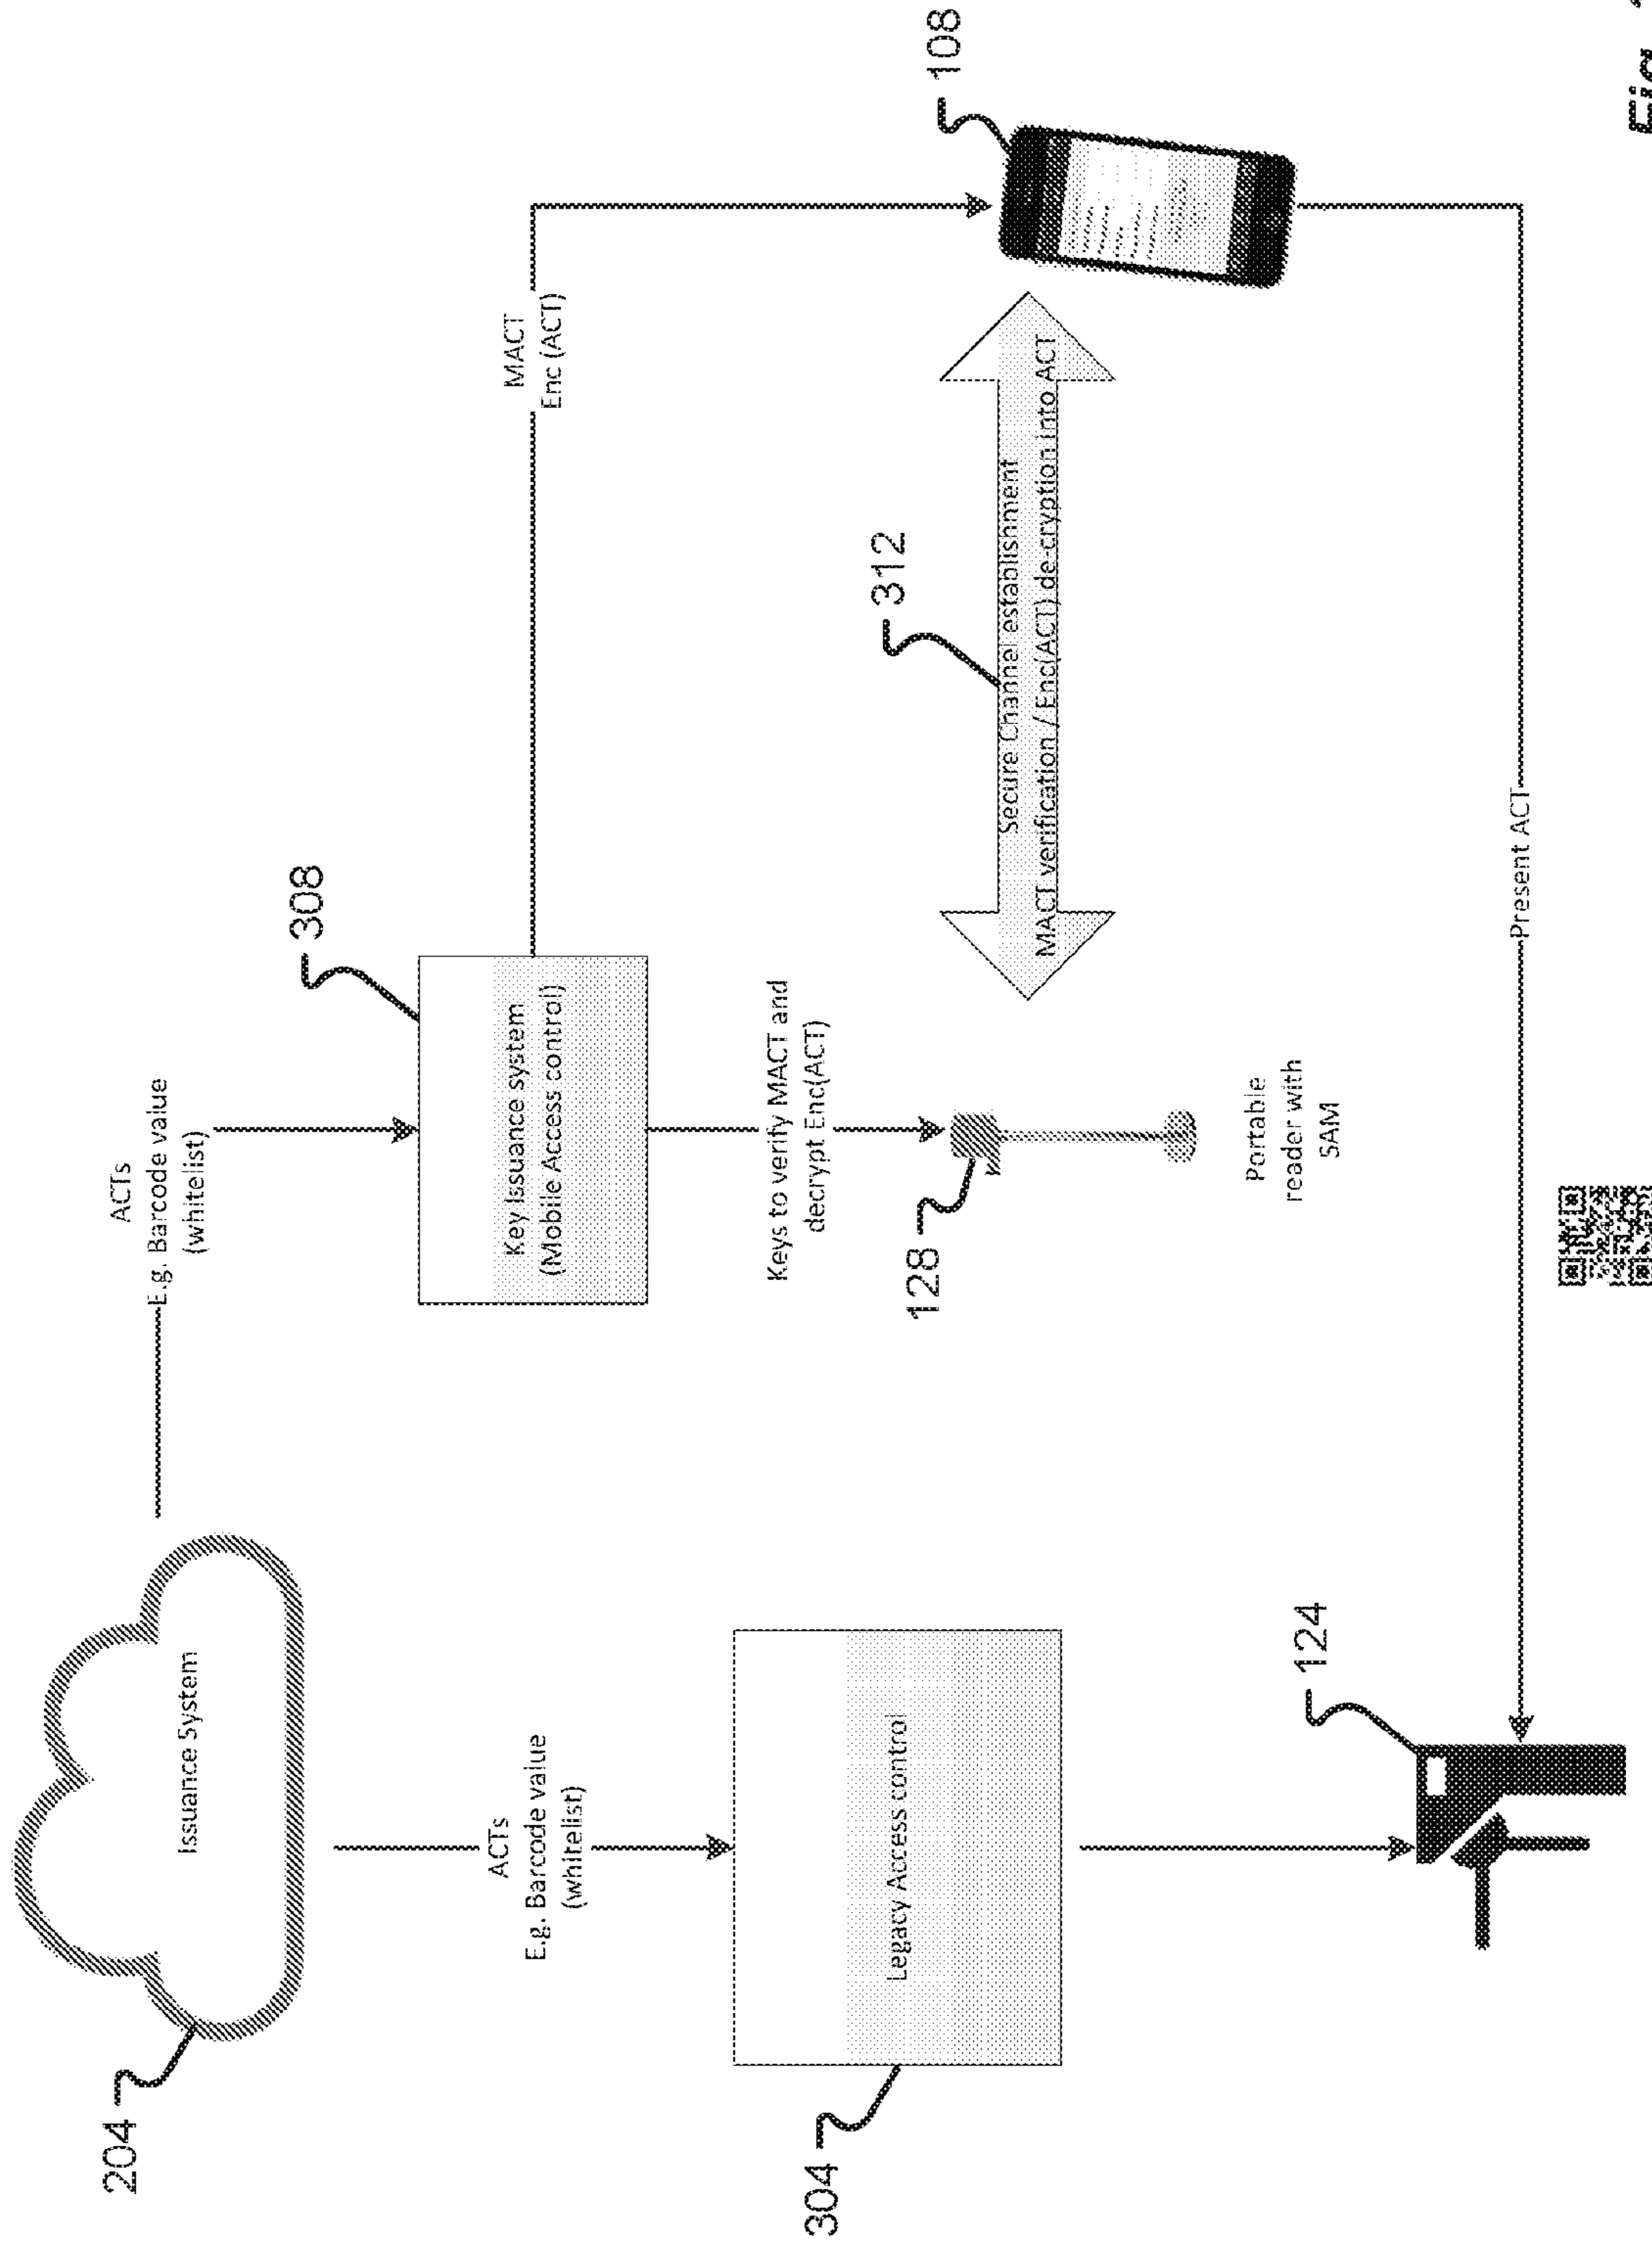 204
Issuance System
ACTs
E.g. Barcode value
(whitelist)
308
Key Issuance system
(Mobile Access control)
MACT
Enc (ACT)
ACTs
E.g. Barcode value
(whitelist)
304
Legacy Access control
Keys to verify MACT and
decrypt Enc(ACT)
128
Portable
reader with
SAM
312
Secure Channel establishment
MACT verification / Enc(ACT) de-cryption into ACT
108
124
Present ACT
Fig.